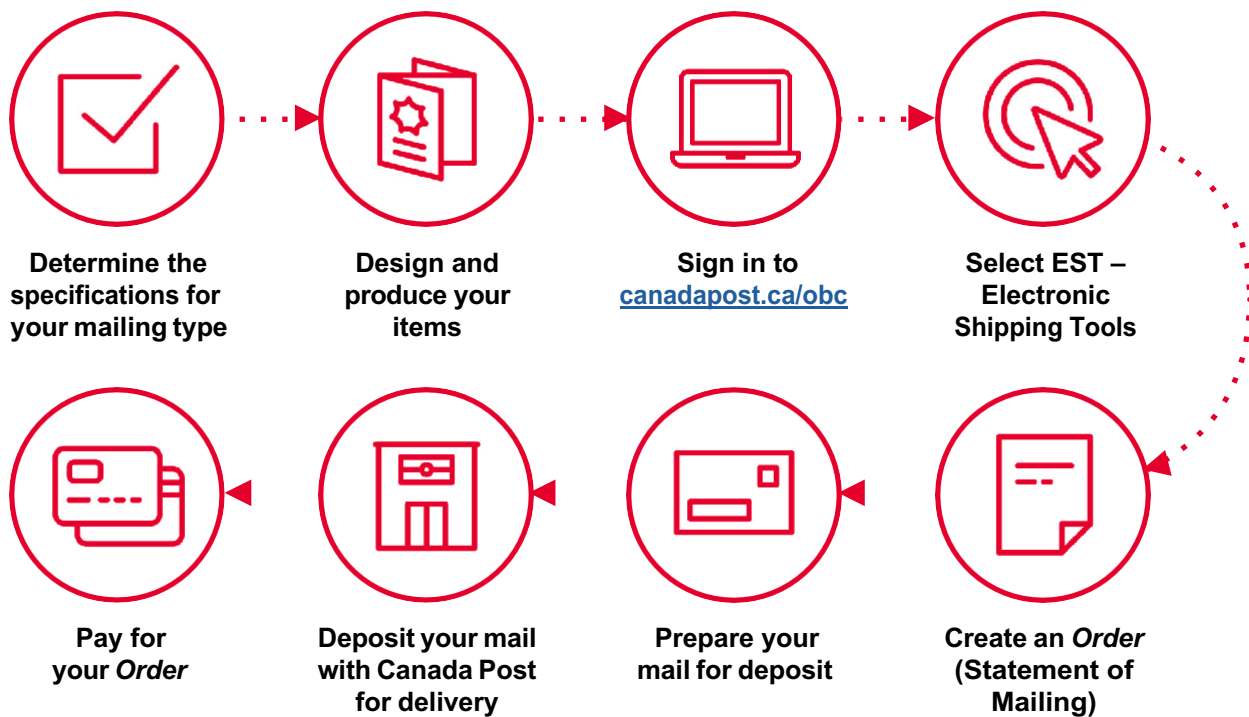 Determine the
specifications for
your mailing type
Design and
produce your
items
Sign in to
canadapost.ca/obc
Select EST –
Electronic
Shipping Tools
Create an Order
(Statement of
Mailing)
Prepare your
mail for deposit
Deposit your mail
with Canada Post
for delivery
Pay for
your Order